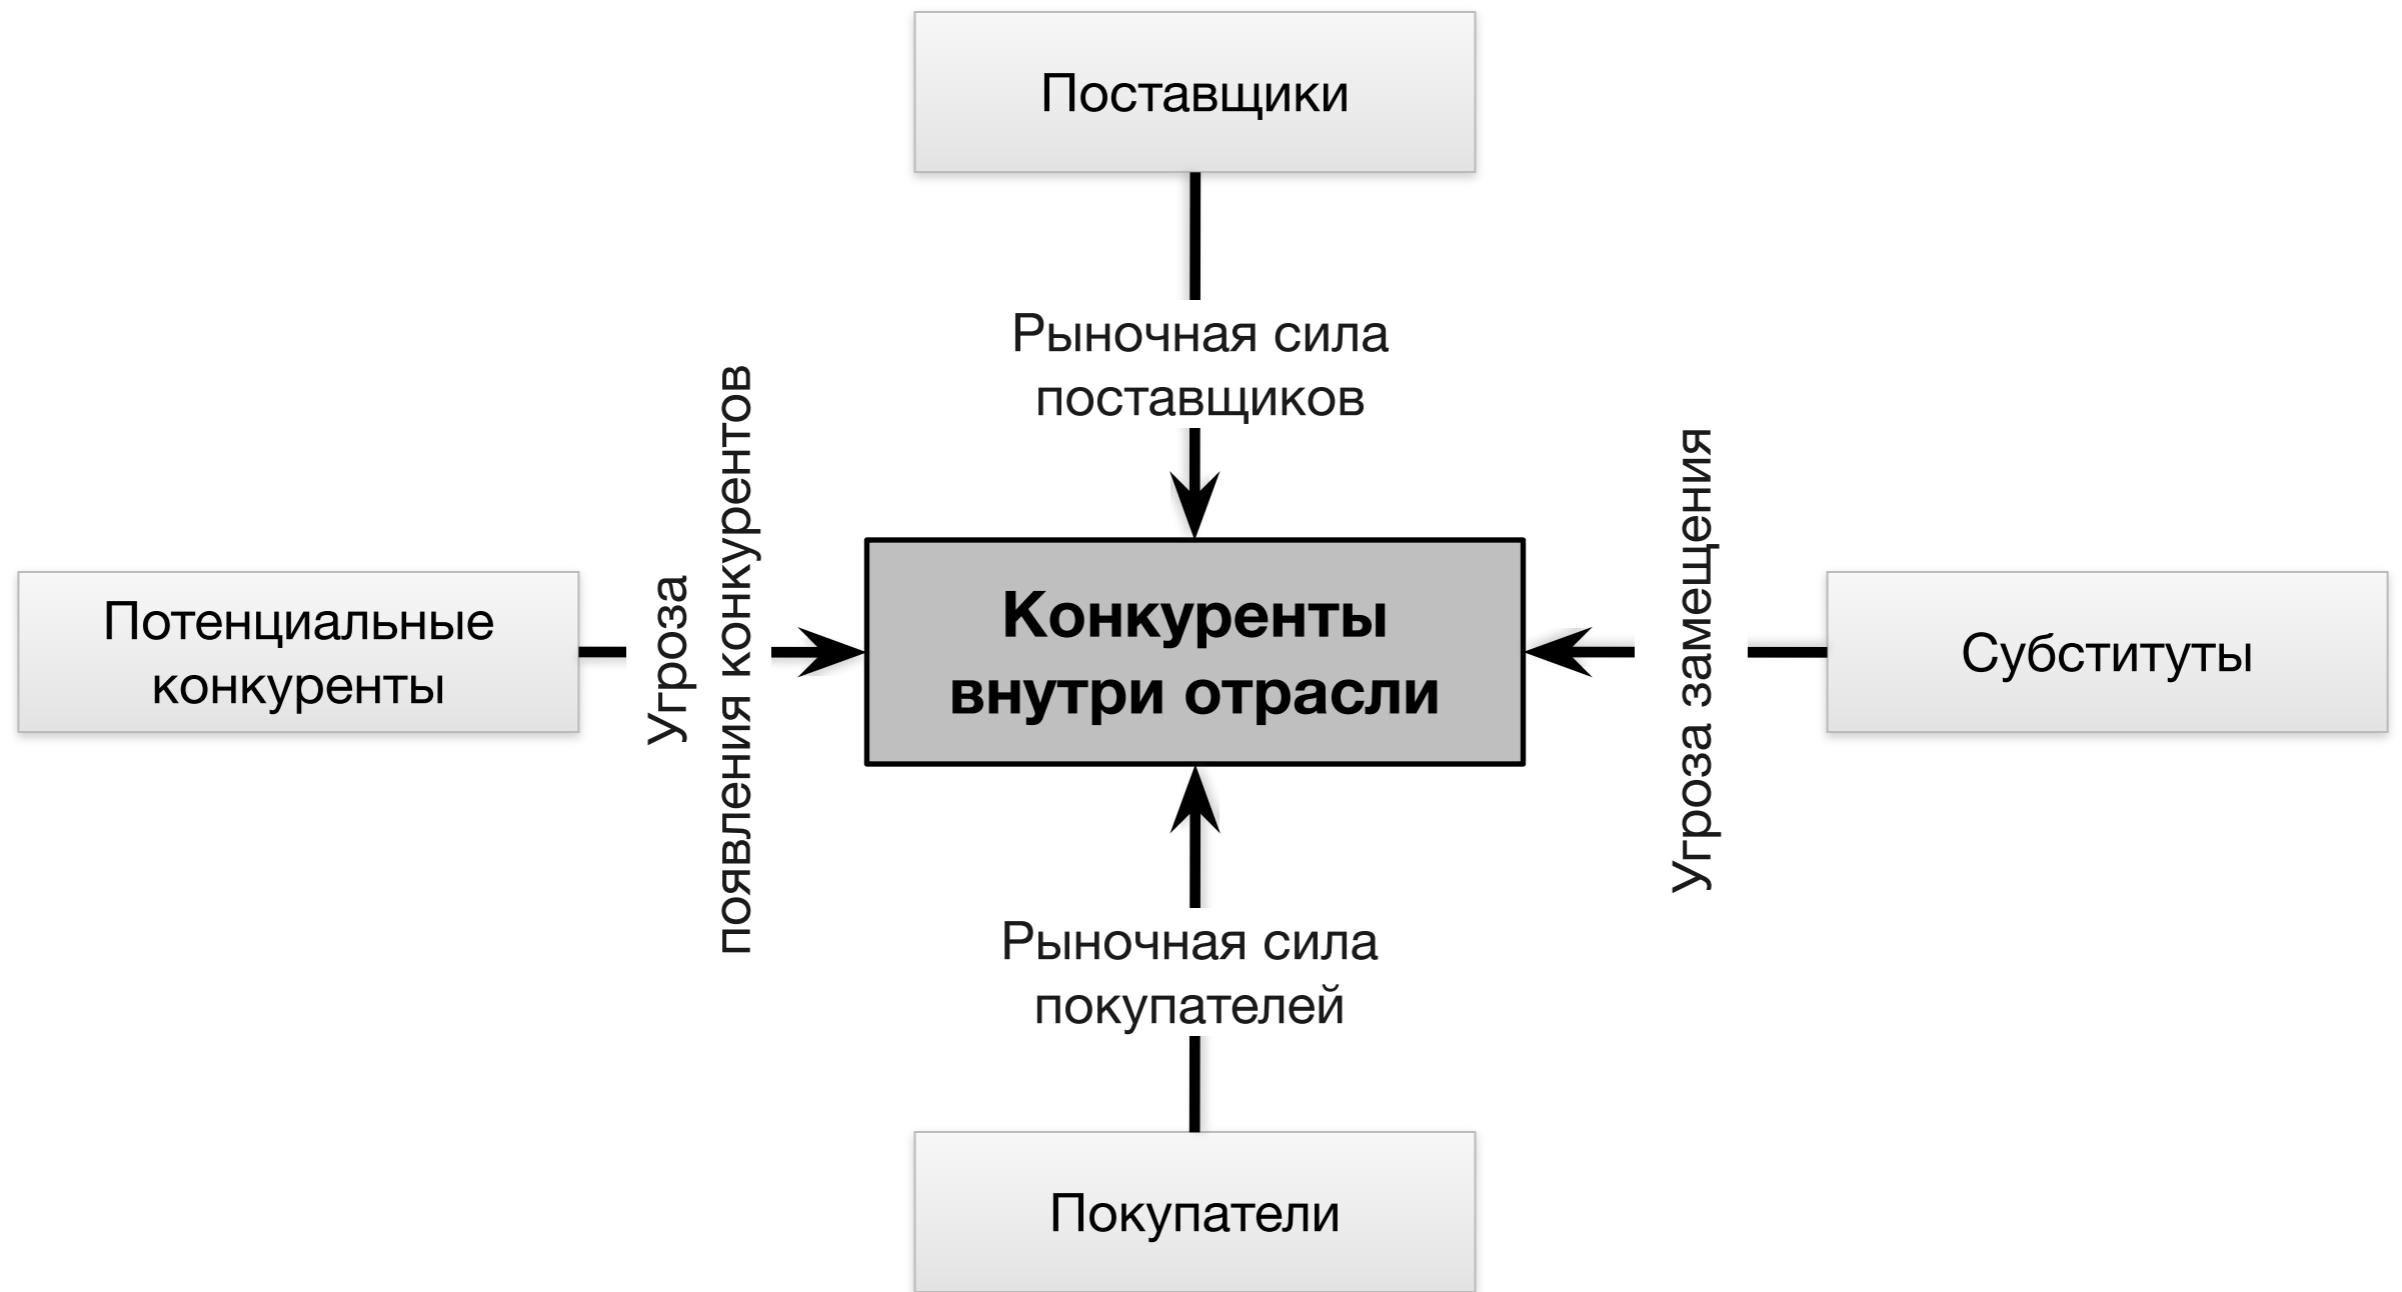 Поставщики
Рыночная сила
поставщиков
Потенциальные
конкуренты
Угроза
появления конкурентов
Конкуренты
внутри отрасли
Угроза замещения
Субституты
Рыночная сила
покупателей
Покупатели